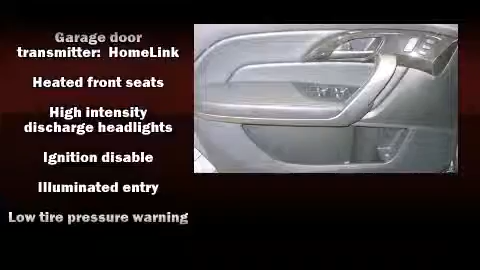 Garage door
transmitter: HomeLink
Heated front seats
High intensity
discharge headlights
Ignition disable
Illuminated entry
Low tire pressure warning